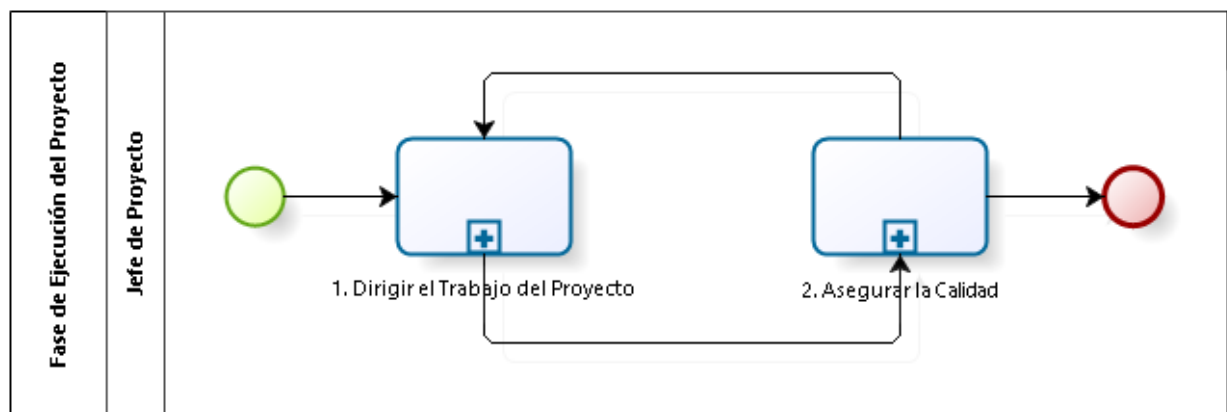 Fase de Ejecución del Proyecto
Jefe de Proyecto
1. Dirigir el Trabajo del Proyecto
2. Asegurar la Calidad